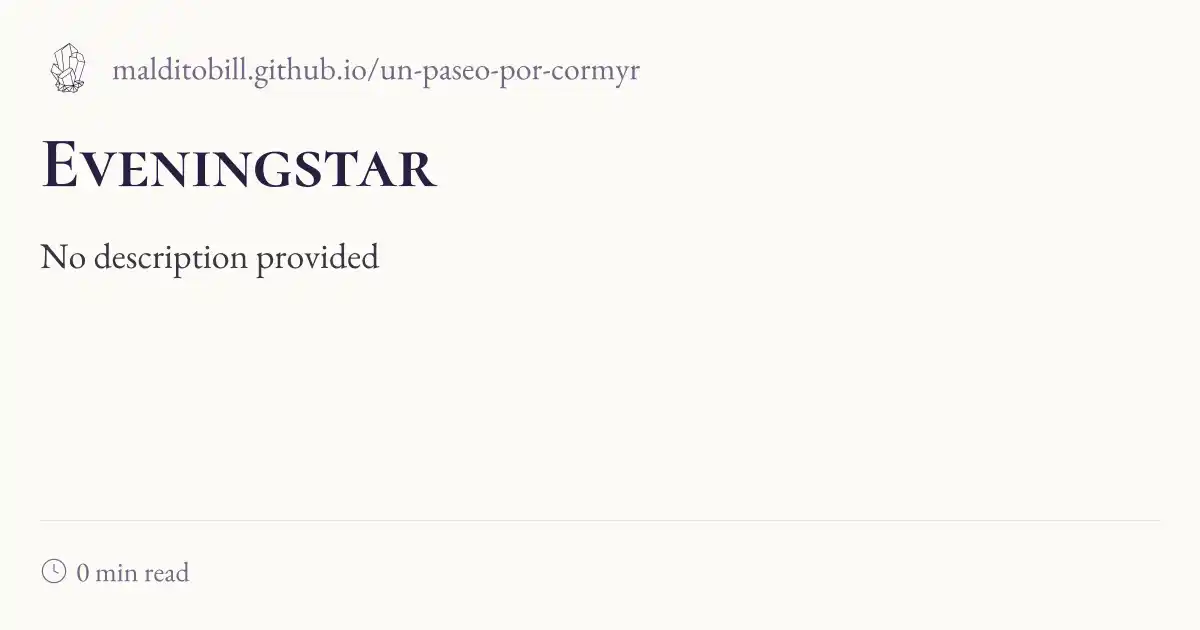 malditobill.github.io/un-paseo-por-cormyr
Eveningstar
No description provided
0 min read